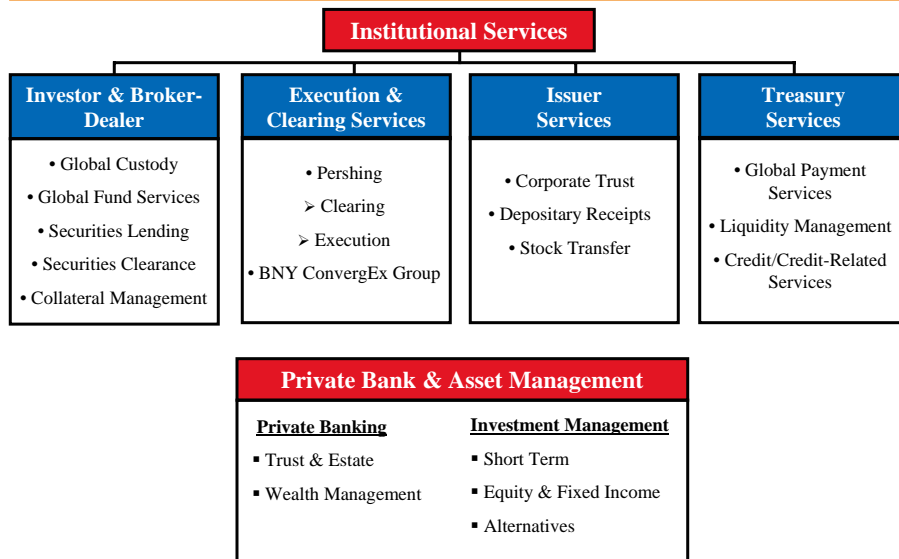 Institutional Services
Investor & Broker-
Dealer
• Global Custody
• Global Fund Services
• Securities Lending
• Securities Clearance
• Collateral Management
Execution &
Clearing Services
• Pershing
➢ Clearing
➢ Execution
• BNY ConvergEx Group
Issuer
Services
• Corporate Trust
• Depositary Receipts
• Stock Transfer
Treasury
Services
• Global Payment
Services
• Liquidity Management
• Credit/Credit-Related
Services
Private Bank & Asset Management
Private Banking
▪ Trust & Estate
▪ Wealth Management
Investment Management
▪ Short Term
▪ Equity & Fixed Income
▪ Alternatives